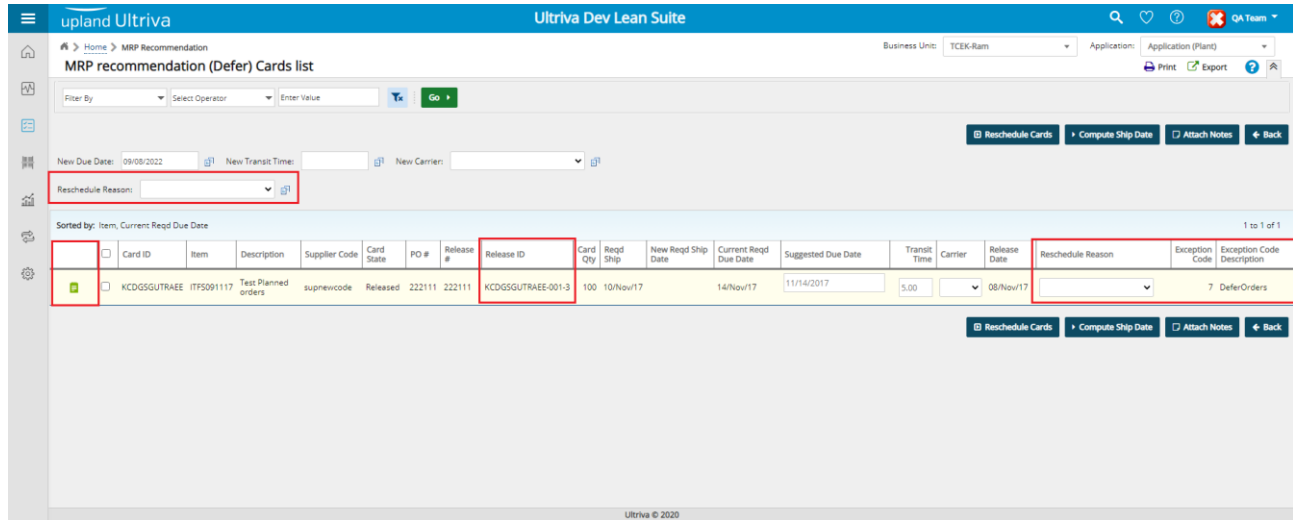 upland Ultriva
Ultriva Dev Lean Suite
QA Team
Home > MRP Recommendation
Business Unit: TCEK-Ram Application: Application (Plant)
MRP recommendation (Defer) Cards list
Print Export
Filter By Select Operator Enter Value Go
Reschedule Cards Compute Ship Date Attach Notes Back
New Due Date: 09/08/2022 New Transit Time: New Carrier:
Reschedule Reason:
Sorted by: Item, Current Reqd Due Date 1 to 1 of 1
Card ID Item Description Supplier Code Card State PO # Release # Release ID Card Qty Reqd Ship New Reqd Ship Date Current Reqd Due Date Suggested Due Date Transit Time Carrier Release Date Reschedule Reason Exception Code Exception Code Description
KCDGSGUTRAEE ITFS091117 Test Planned orders supnewcode Released 222111 222111 KCDGSGUTRAEE-001-3 100 10/Nov/17 14/Nov/17 11/14/2017 5.00 08/Nov/17 7 DeferOrders
Reschedule Cards Compute Ship Date Attach Notes Back
Ultriva © 2020